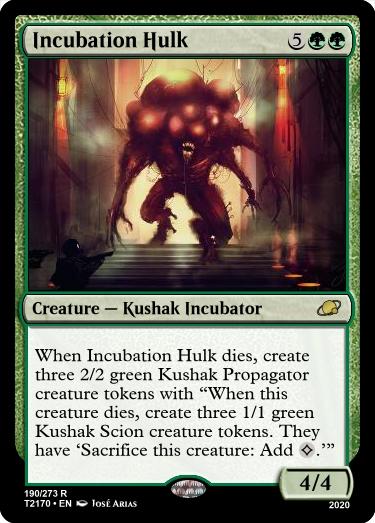 Incubation Hulk 5
Creature — Kushak Incubator
When Incubation Hulk dies, create
three 2/2 green Kushak Propagator
creature tokens with “When this
creature dies, create three 1/1 green
Kushak Scion creature tokens. They
have ‘Sacrifice this creature: Add .’”
4/4
190/273 R
T2170 • EN José Arias
2020